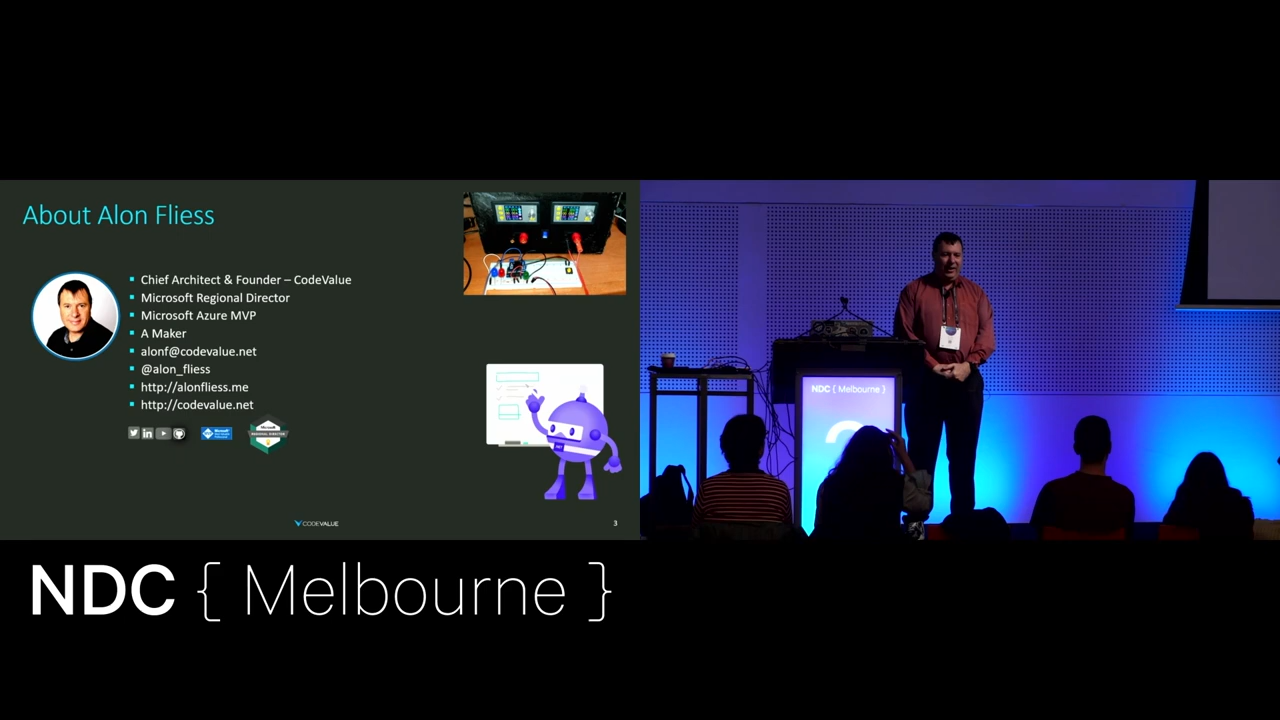 About Alon Fliess
Chief Architect & Founder – CodeValue
Microsoft Regional Director
Microsoft Azure MVP
A Maker
alonf@codevalue.net
@alon_fliess
http://alonfliess.me
http://codevalue.net
CODEVALUE
3
NDC { Melbourne }
NDC { Melbourne }